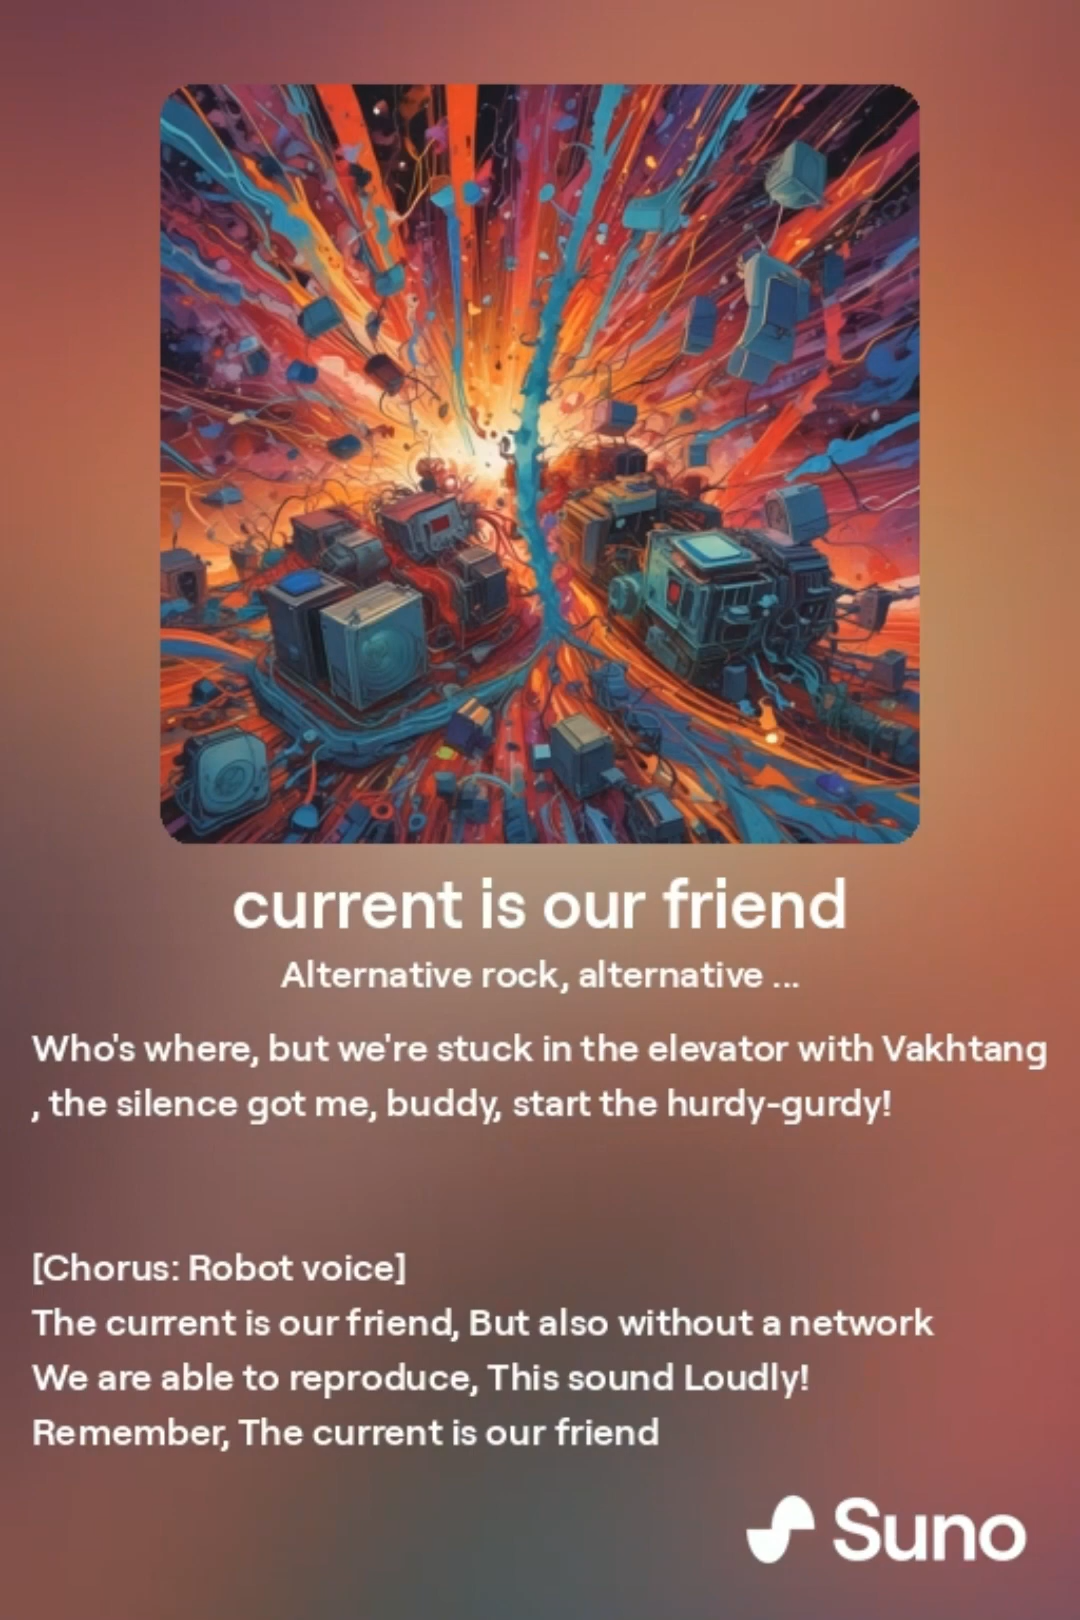 current is our friend
Alternative rock, alternative ...
Who's where, but we're stuck in the elevator with Vakhtang
, the silence got me, buddy, start the hurdy-gurdy!
[Chorus: Robot voice]
The current is our friend, But also without a network
We are able to reproduce, This sound Loudly!
Remember, The current is our friend
Suno